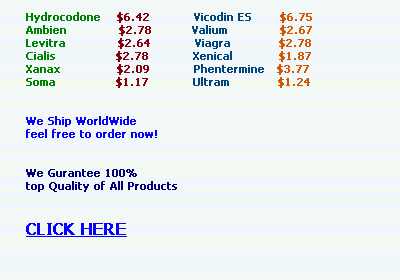 Hydrocodone $6.42 Vicodin ES $6.75
Ambien $2.78 Valium $2.67
Levitra $2.64 Viagra $2.78
Cialis $2.78 Xenical $1.87
Xanax $2.09 Phentermine $3.77
Soma $1.17 Ultram $1.24
We Ship WorldWide
feel free to order now!
We Gurantee 100%
top Quality of All Products
CLICK HERE